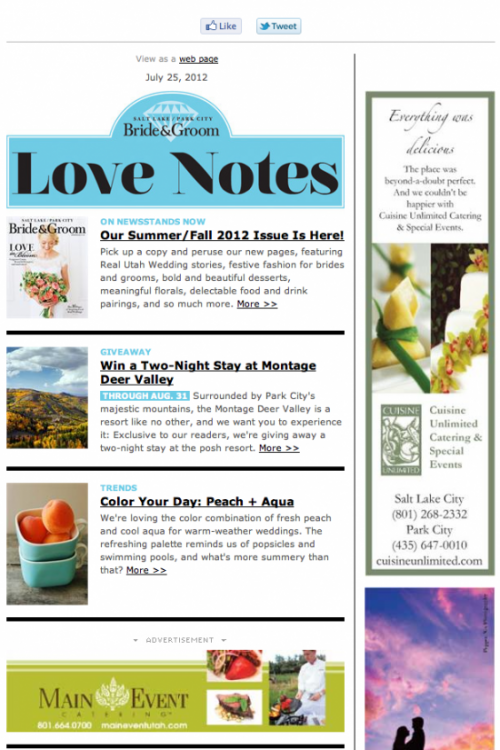 Like
Tweet
View as a web page
July 25, 2012
SALT LAKE / PARK CITY
Bride&Groom
Love Notes
SALT LAKE / PARK CITY
Bride&Groom
LOVE
ON NEWSSTANDS NOW
Our Summer/Fall 2012 Issue Is Here!
Pick up a copy and peruse our new pages, featuring
Real Utah Wedding stories, festive fashion for brides
and grooms, bold and beautiful desserts,
meaningful florals, delectable food and drink
pairings, and so much more. More >>
GIVEAWAY
Win a Two-Night Stay at Montage
Deer Valley
THROUGH AUG. 31 Surrounded by Park City's
majestic mountains, the Montage Deer Valley is a
resort like no other, and we want you to experience
it: Exclusive to our readers, we're giving away a
two-night stay at the posh resort. More >>
TRENDS
Color Your Day: Peach + Aqua
We're loving the color combination of fresh peach
and cool aqua for warm-weather weddings. The
refreshing palette reminds us of popsicles and
swimming pools, and what's more summery than
that? More >>
ADVERTISEMENT
MAIN EVENT
CATERING
801.664.0700 maineventutah.com
Everything was
delicious
The place was
beyond-a-doubt perfect.
And we couldn't be
happier with
Cuisine Unlimited Catering
& Special Events.
CUISINE
UNLIMITED
Cuisine
Unlimited
Catering &
Special
Events
Salt Lake City
(801) 268-2332
Park City
(435) 647-0010
cuisineunlimited.com